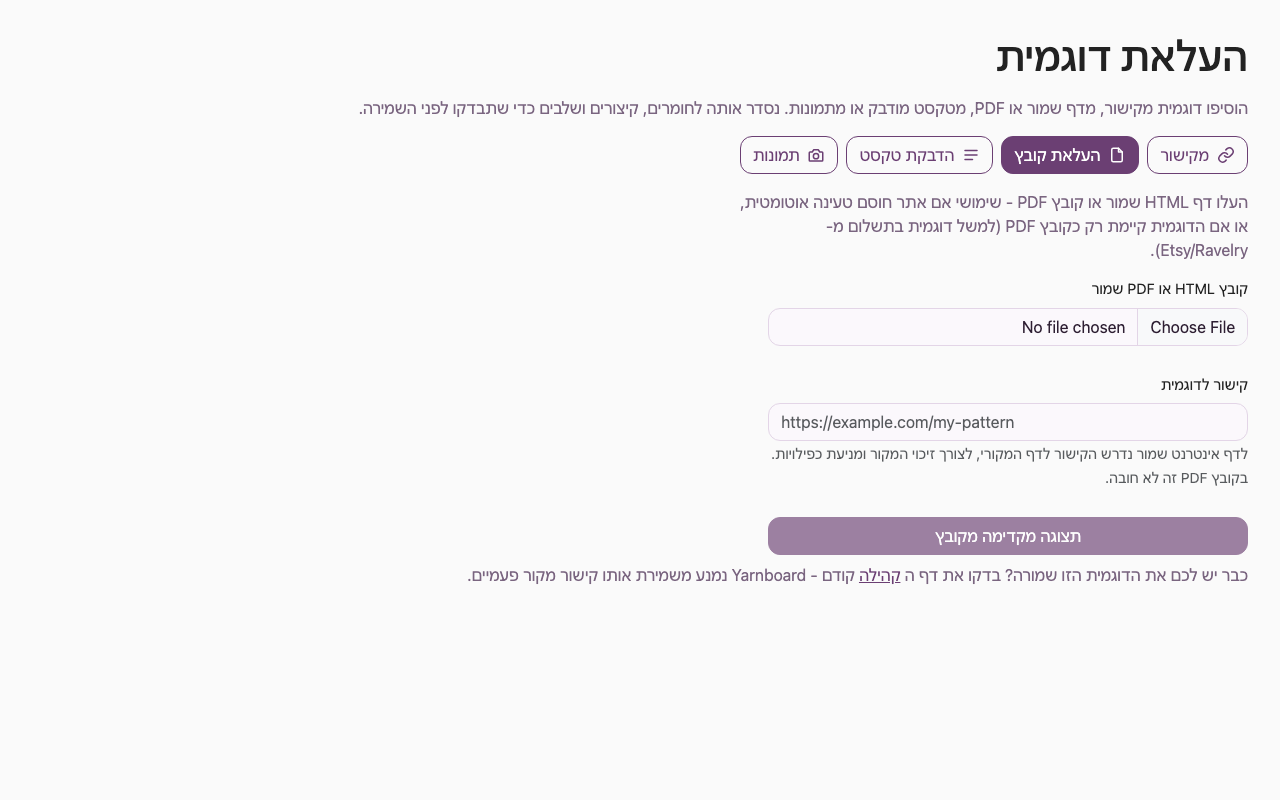 העלאת דוגמית
הוסיפו דוגמית מקישור, מדף שמור או PDF, מטקסט מודבק או מתמונות. נסדר אותה לחומרים, קיצורים ושלבים כדי שתבדקו לפני השמירה.
מקישור
העלאת קובץ
הדבקת טקסט
תמונות
העלו דף HTML שמור או קובץ PDF - שימושי אם אתר חוסם טעינה אוטומטית,
או אם הדוגמית קיימת רק כקובץ PDF (למשל דוגמית בתשלום מ-
Etsy/Ravelry).
קובץ HTML או PDF שמור
Choose File No file chosen
קישור לדוגמית
https://example.com/my-pattern
לדף אינטרנט שמור נדרש הקישור לדף המקורי, לצורך זיכוי המקור ומניעת כפילויות.
בקובץ PDF זה לא חובה.
תצוגה מקדימה מקובץ
כבר יש לכם את הדוגמית הזו שמורה? בדקו את דף ה קהילה קודם - Yarnboard נמנע משמירת אותו קישור מקור פעמיים.